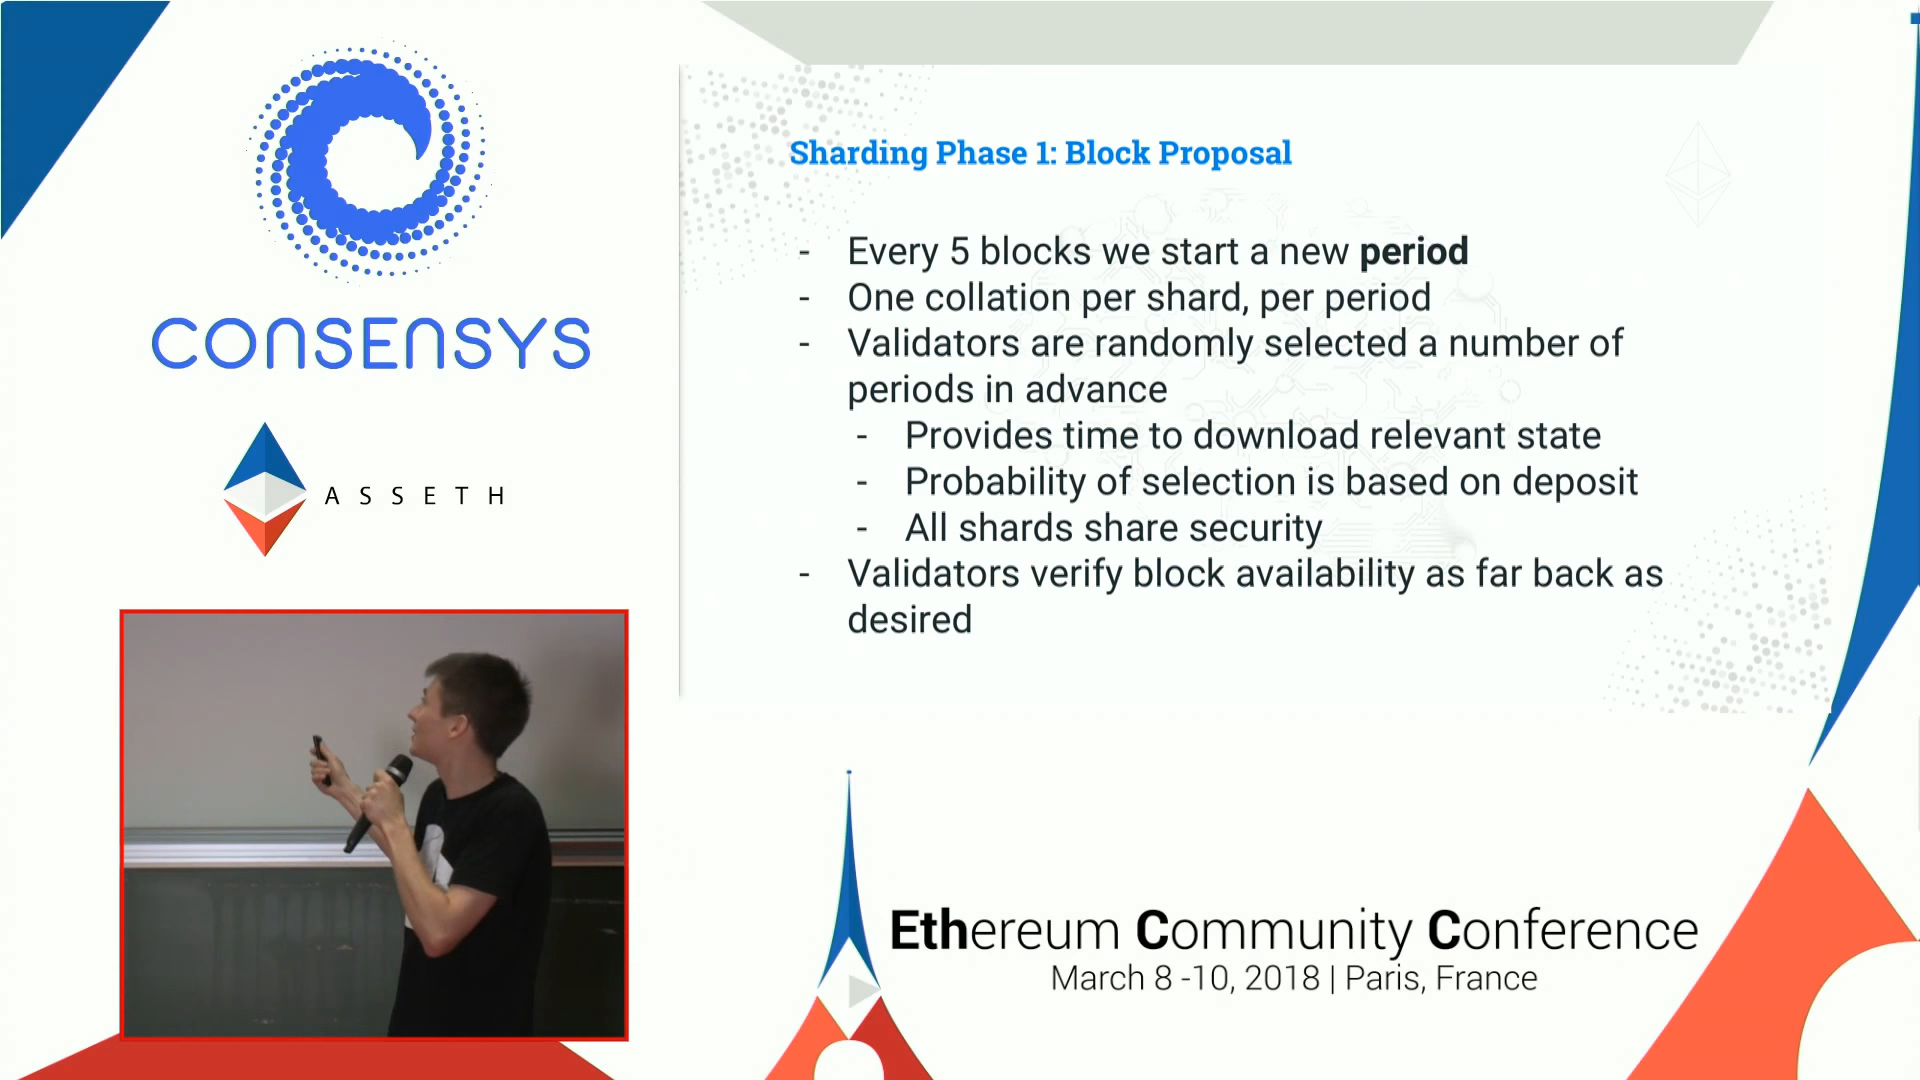 CONSENSYS
ASSETH
Sharding Phase 1: Block Proposal
- Every 5 blocks we start a new period
- One collation per shard, per period
- Validators are randomly selected a number of
periods in advance
- Provides time to download relevant state
- Probability of selection is based on deposit
- All shards share security
- Validators verify block availability as far back as
desired
Ethereum Community Conference
March 8 -10, 2018 | Paris, France